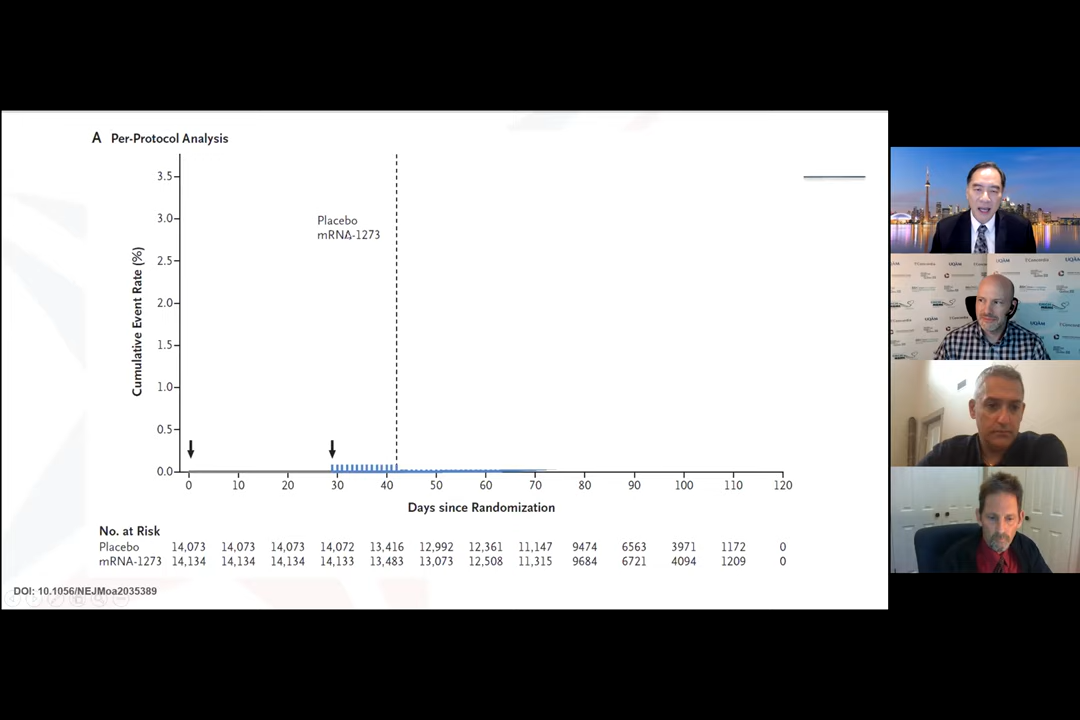 A Per-Protocol Analysis
3.5
3.0
2.5
2.0
1.5
1.0
0.5
0.0
Cumulative Event Rate (%)
Placebo
mRNA-1273
0 10 20 30 40 50 60 70 80 90 100 110 120
Days since Randomization
No. at Risk
Placebo 14,073 14,073 14,073 14,072 13,416 12,992 12,361 11,147 9474 6563 3971 1172 0
mRNA-1273 14,134 14,134 14,134 14,133 13,483 13,073 12,508 11,315 9684 6721 4094 1209 0
DOI: 10.1056/NEJMoa2035389
UQÀM
Concordia
UQÀM